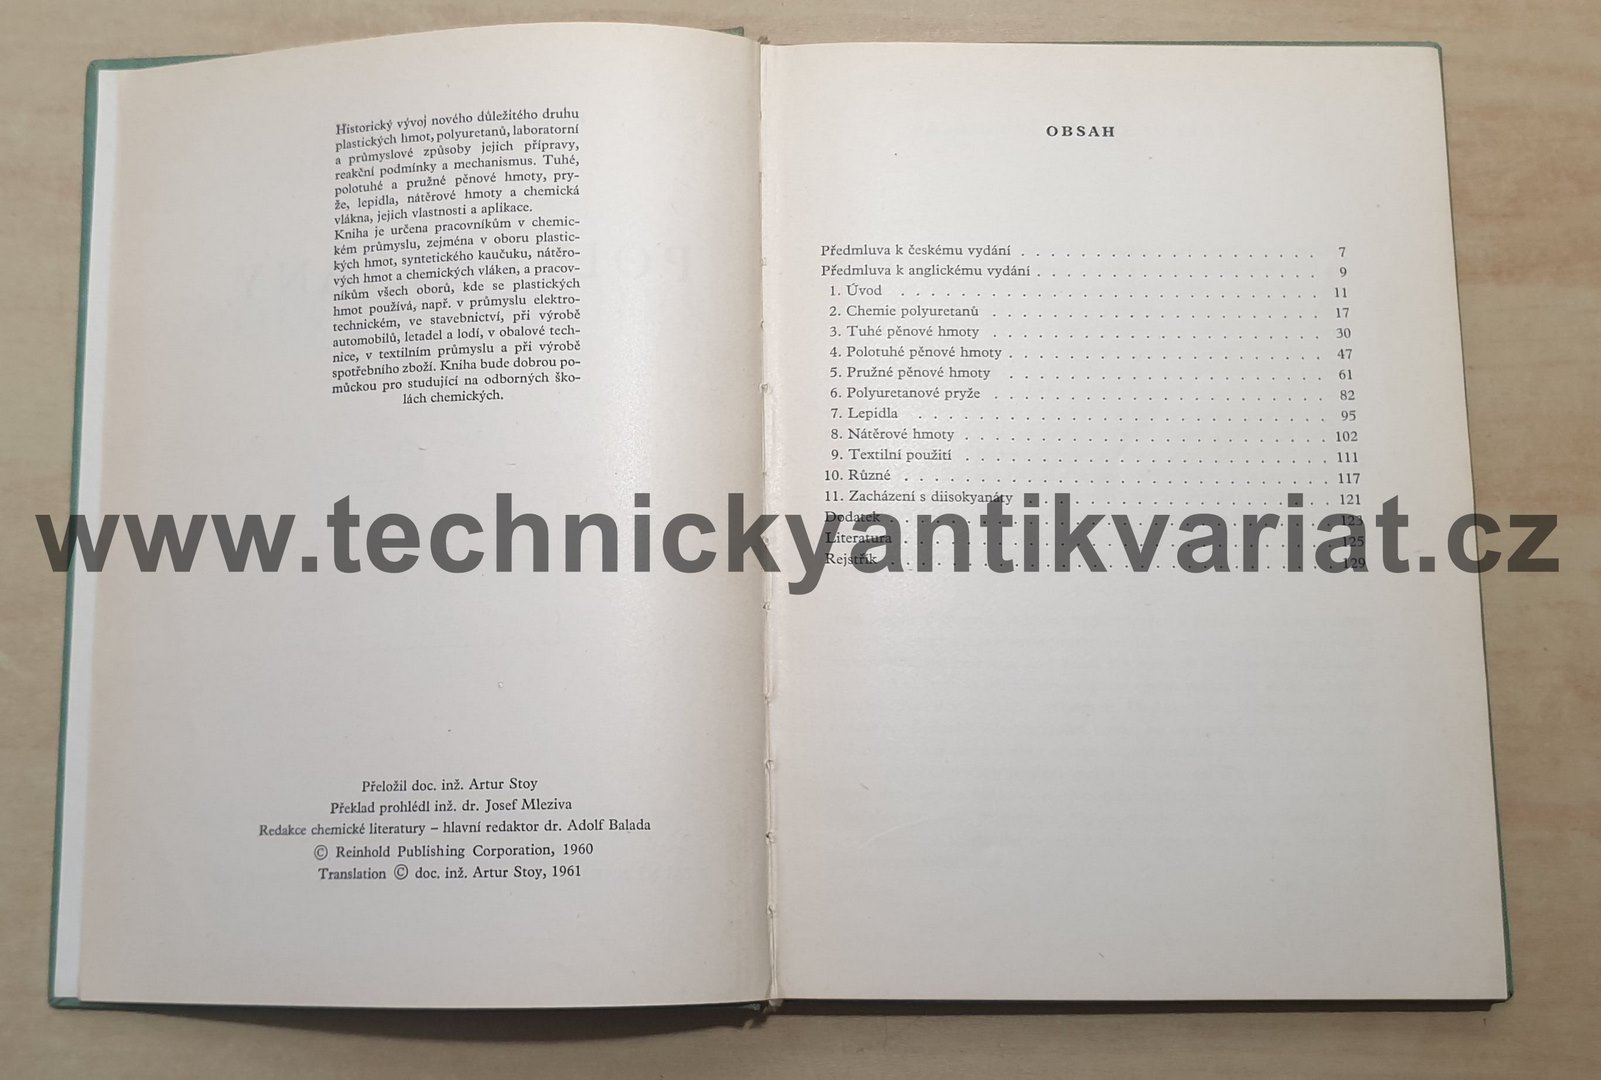 Historický vývoj nového důležitého druhu
plastických hmot, polyuretanů, laboratorní
a průmyslové způsoby jejich přípravy,
reakční podmínky a mechanismus. Tuhé,
polotuhé a pružné pěnové hmoty, pry-
že, lepidla, nátěrové hmoty a chemická
vlákna, jejich vlastnosti a aplikace.
Kniha je určena pracovníkům v chemic-
kém průmyslu, zejména v oboru plastic-
kých hmot, syntetického kaučuku, nátěro-
vých hmot a chemických vláken, a pracov-
níkům všech oborů, kde se plastických
hmot používá, např. v průmyslu elektro-
technickém, ve stavebnictví, při výrobě
automobilů, letadel a lodí, v obalové tech-
nice, v textilním průmyslu a při výrobě
spotřebního zboží. Kniha bude dobrou po-
můckou pro studující na odborných ško-
lách chemických.
Přeložil doc. inž. Artur Stoy
Překlad prohlédl inž. dr. Josef Mleziva
Redakce chemické literatury – hlavní redaktor dr. Adolf Balada
© Reinhold Publishing Corporation, 1960
Translation © doc. inž. Artur Stoy, 1961
OBSAH
Předmluva k českému vydání . . . . . . . . . . . . . . . . . . . . 7
Předmluva k anglickému vydání . . . . . . . . . . . . . . . . . . . 9
1. Úvod . . . . . . . . . . . . . . . . . . . . . . . . . . . . 11
2. Chemie polyuretanů . . . . . . . . . . . . . . . . . . . . . . 17
3. Tuhé pěnové hmoty . . . . . . . . . . . . . . . . . . . . . . 30
4. Polotuhé pěnové hmoty . . . . . . . . . . . . . . . . . . . . . 47
5. Pružné pěnové hmoty . . . . . . . . . . . . . . . . . . . . . 61
6. Polyuretanové pryže . . . . . . . . . . . . . . . . . . . . . . 82
7. Lepidla . . . . . . . . . . . . . . . . . . . . . . . . . . . 95
8. Nátěrové hmoty . . . . . . . . . . . . . . . . . . . . . . . . 102
9. Textilní použití . . . . . . . . . . . . . . . . . . . . . . . . 111
10. Různé . . . . . . . . . . . . . . . . . . . . . . . . . . . . 117
11. Zacházení s diisokyanáty . . . . . . . . . . . . . . . . . . . . 121
Dodatek . . . . . . . . . . . . . . . . . . . . . . . . . . . . . 123
Literatura . . . . . . . . . . . . . . . . . . . . . . . . . . . . 125
Rejstřík . . . . . . . . . . . . . . . . . . . . . . . . . . . . . 129
www.technickyantikvariat.cz